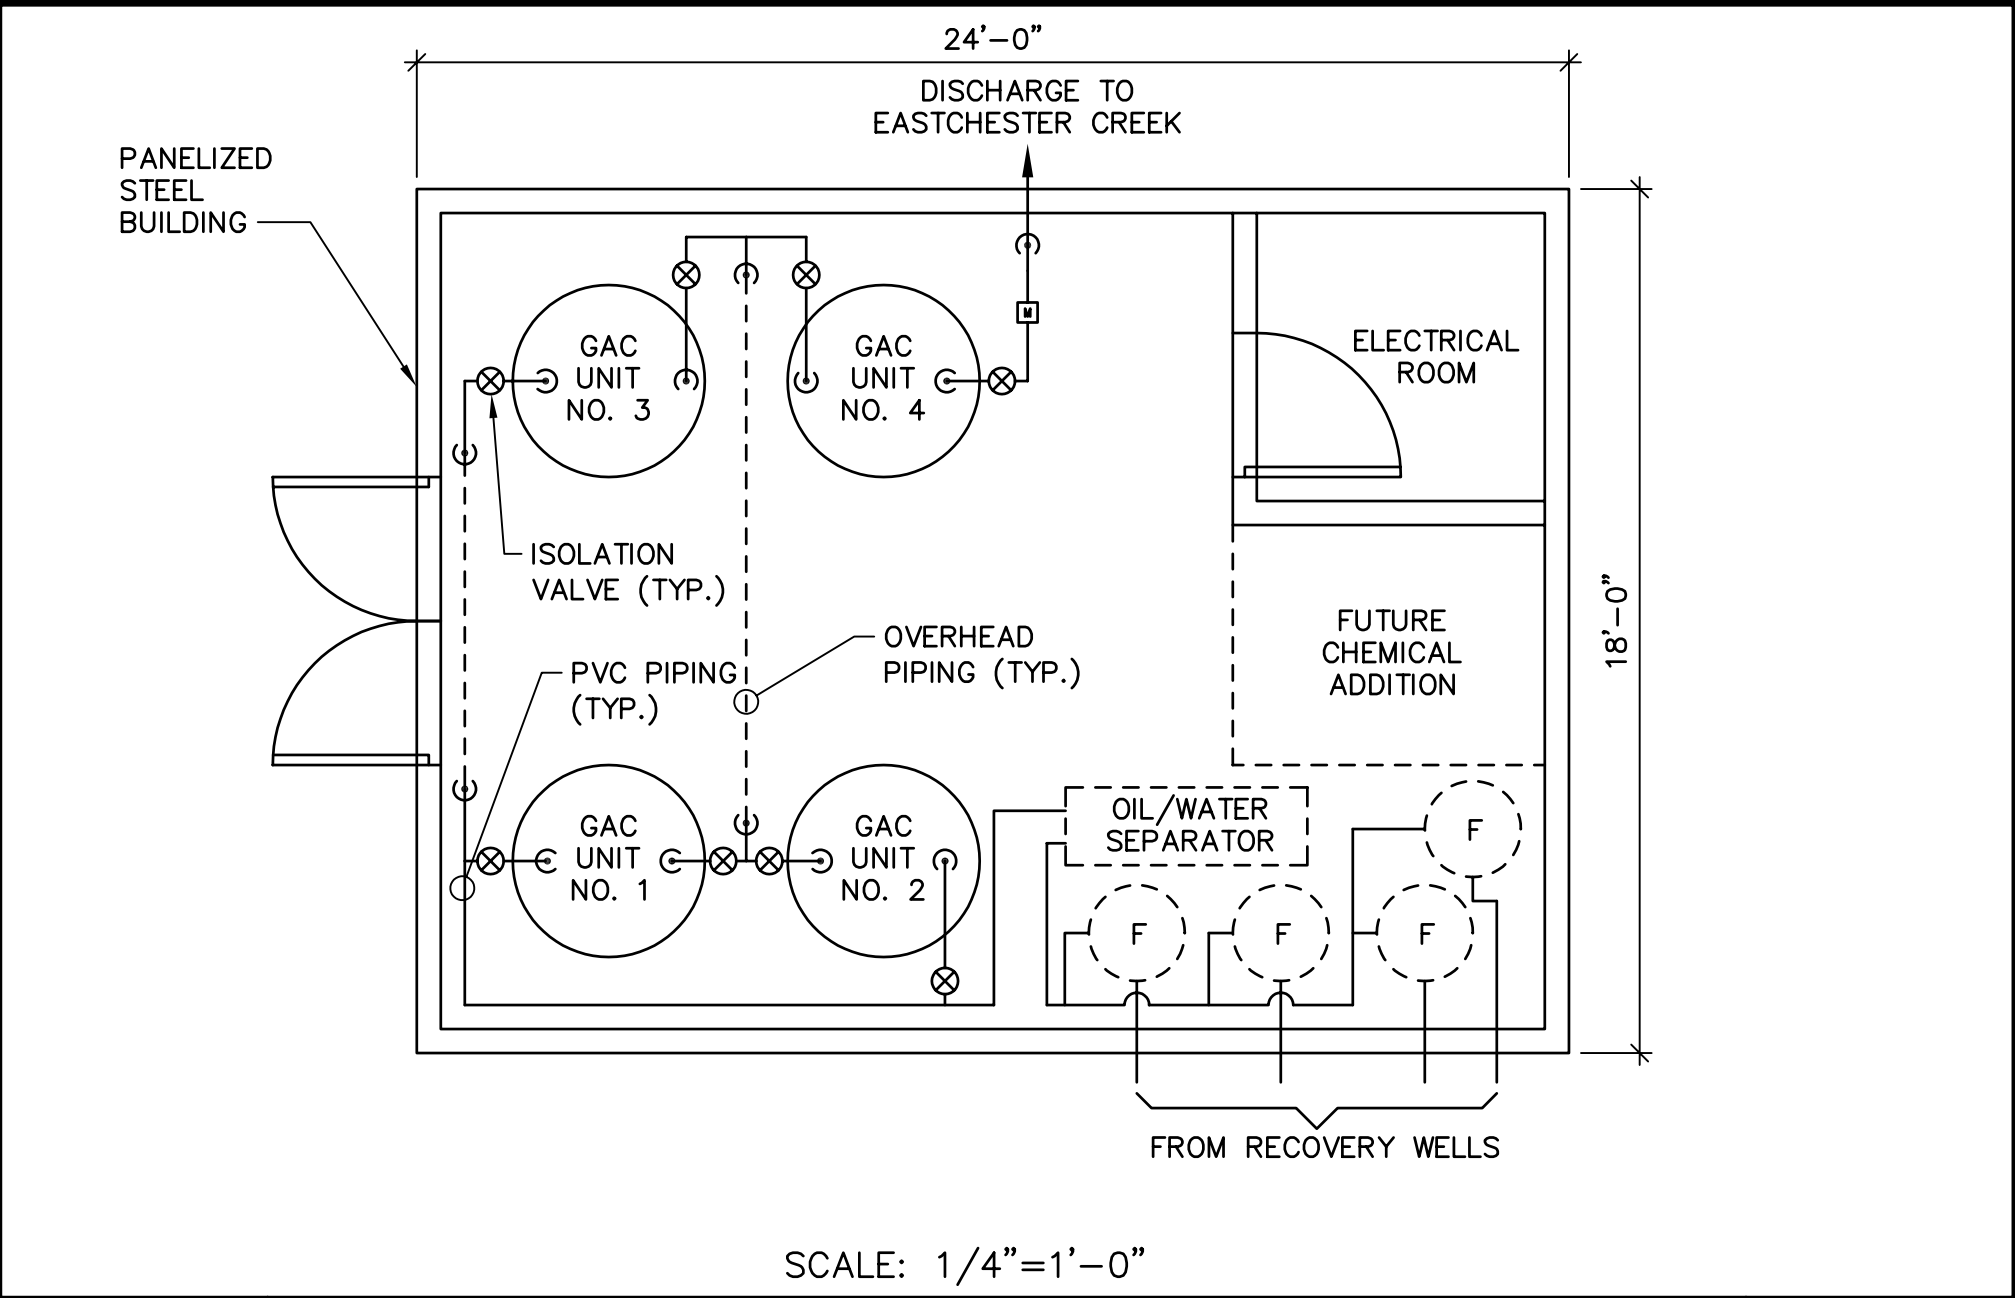 24'-0"
DISCHARGE TO
EASTCHESTER CREEK
PANELIZED
STEEL
BUILDING
M
GAC
UNIT
NO. 3
GAC
UNIT
NO. 4
ELECTRICAL
ROOM
ISOLATION
VALVE (TYP.)
OVERHEAD
PIPING (TYP.)
PVC PIPING
(TYP.)
FUTURE
CHEMICAL
ADDITION
18'-0"
GAC
UNIT
NO. 1
GAC
UNIT
NO. 2
OIL/WATER
SEPARATOR
F
F
F
F
FROM RECOVERY WELLS
SCALE: 1/4"=1'-0"